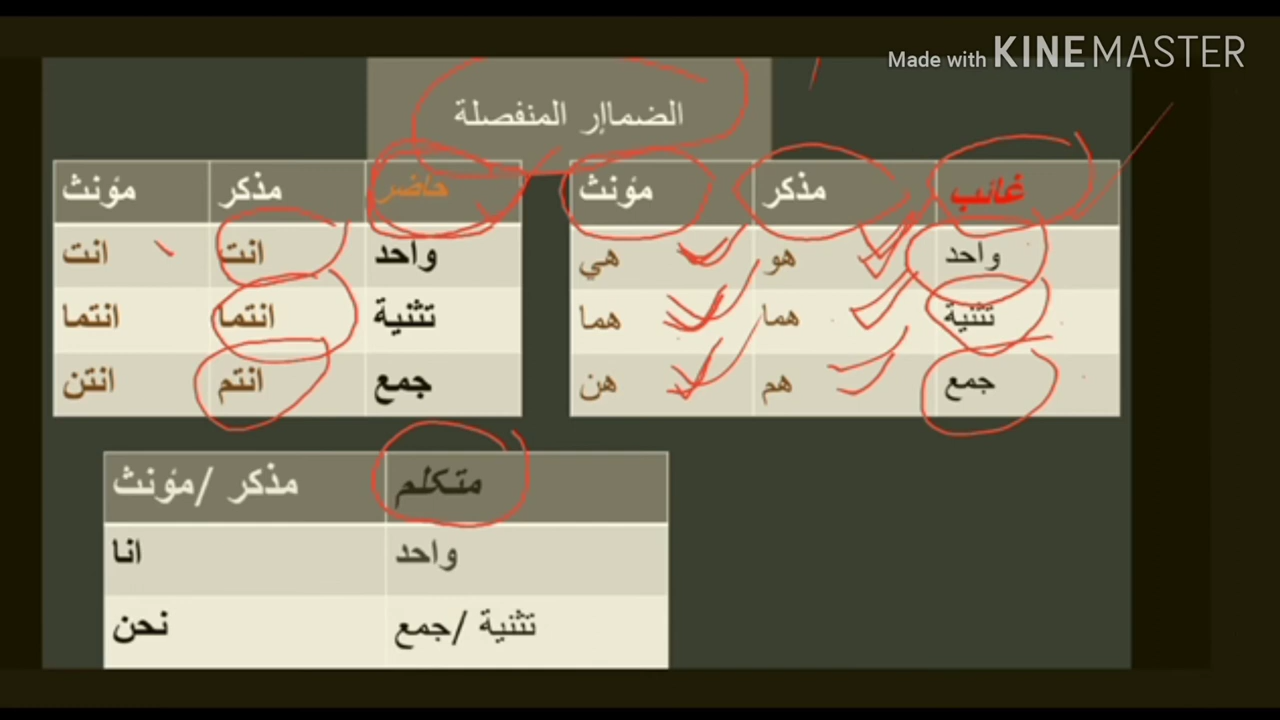 Made with KINEMASTER
الضماإر المنفصلة
غائب مذكر مؤنث
واحد هو هي
تثنية هما هما
جمع هم هن
حاضر مذكر مؤنث
واحد انت انت
تثنية انتما انتما
جمع انتم انتن
متكلم مذكر /مؤنث
واحد انا
تثنية /جمع نحن